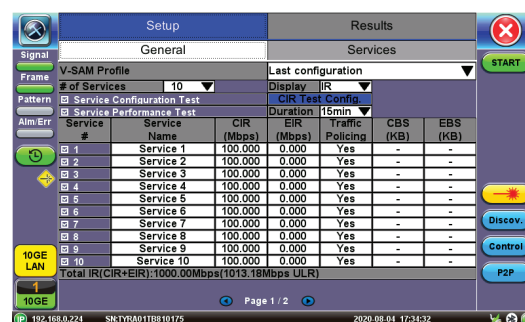 Setup Results
General Services
Signal
Frame
Pattern
Alm/Err
10GE
LAN
1
10GE
V-SAM Profile Last configuration
# of Services 10 Display IR
Service Configuration Test CIR Test Config.
Service Performance Test Duration 15min
Service # Service Name CIR (Mbps) EIR (Mbps) Traffic Policing CBS (KB) EBS (KB)
1 Service 1 100.000 0.000 Yes - -
2 Service 2 100.000 0.000 Yes - -
3 Service 3 100.000 0.000 Yes - -
4 Service 4 100.000 0.000 Yes - -
5 Service 5 100.000 0.000 Yes - -
6 Service 6 100.000 0.000 Yes - -
7 Service 7 100.000 0.000 Yes - -
8 Service 8 100.000 0.000 Yes - -
9 Service 9 100.000 0.000 Yes - -
10 Service 10 100.000 0.000 Yes - -
Total IR(CIR+EIR):1000.00Mbps(1013.18Mbps ULR)
Page 1 / 2
START
Discov.
Control
P2P
IP 192.168.0.224 SN:TYRA01TB810175 2020-08-04 17:34:32